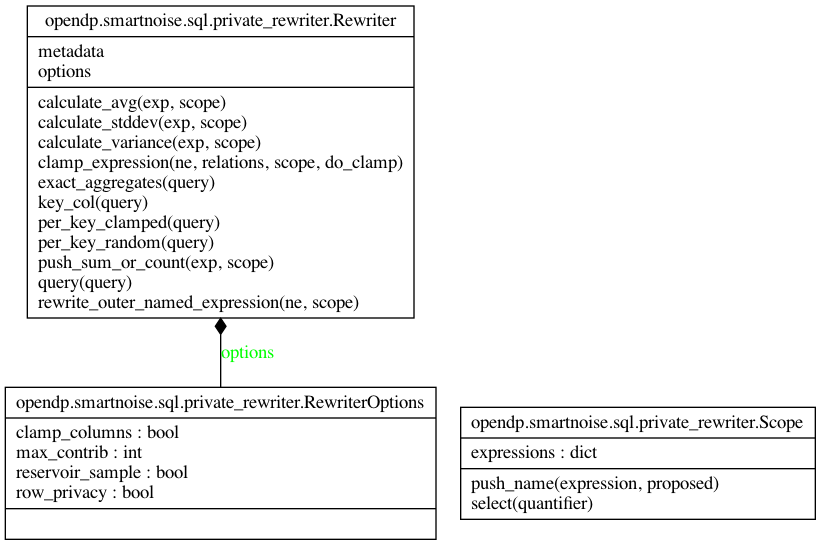 opendp.smartnoise.sql.private_rewriter.Rewriter
metadata
options
calculate_avg(exp, scope)
calculate_stddev(exp, scope)
calculate_variance(exp, scope)
clamp_expression(ne, relations, scope, do_clamp)
exact_aggregates(query)
key_col(query)
per_key_clamped(query)
per_key_random(query)
push_sum_or_count(exp, scope)
query(query)
rewrite_outer_named_expression(ne, scope)
options
opendp.smartnoise.sql.private_rewriter.RewriterOptions
clamp_columns : bool
max_contrib : int
reservoir_sample : bool
row_privacy : bool
opendp.smartnoise.sql.private_rewriter.Scope
expressions : dict
push_name(expression, proposed)
select(quantifier)